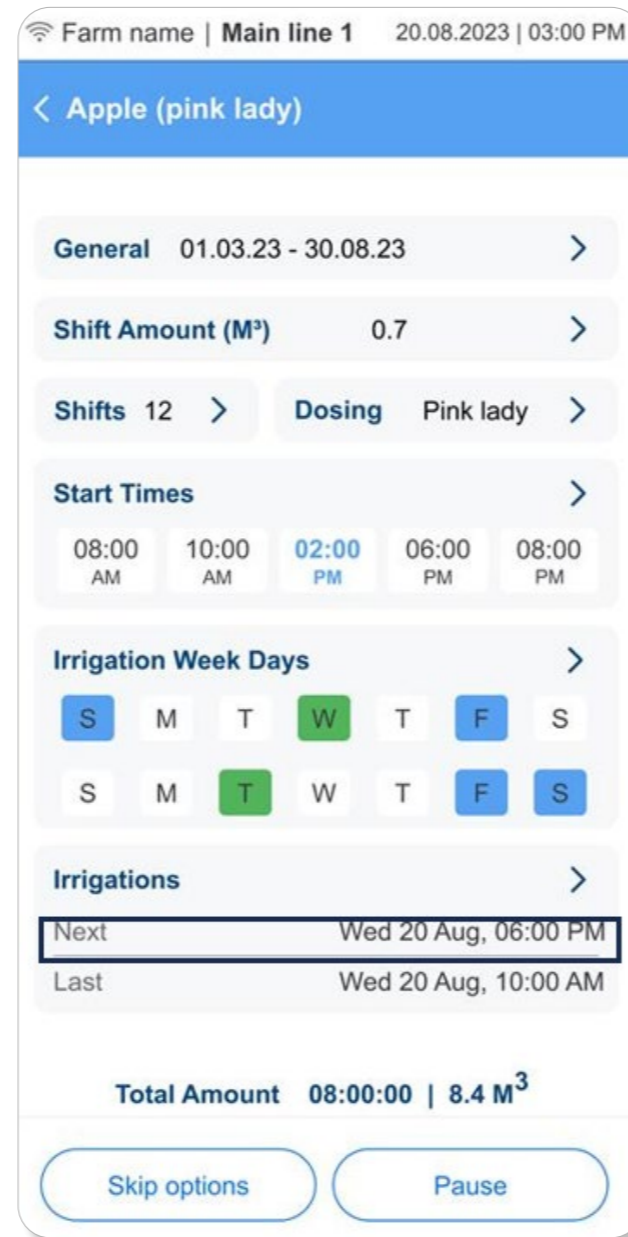 Farm name | Main line 1 20.08.2023 | 03:00 PM
< Apple (pink lady)
General 01.03.23 - 30.08.23 >
Shift Amount (M³) 0.7 >
Shifts 12 > Dosing Pink lady >
Start Times >
08:00 10:00 02:00 06:00 08:00
AM AM PM PM PM
Irrigation Week Days >
S M T W T F S
S M T W T F S
Irrigations >
Next Wed 20 Aug, 06:00 PM
Last Wed 20 Aug, 10:00 AM
Total Amount 08:00:00 | 8.4 M³
Skip options Pause